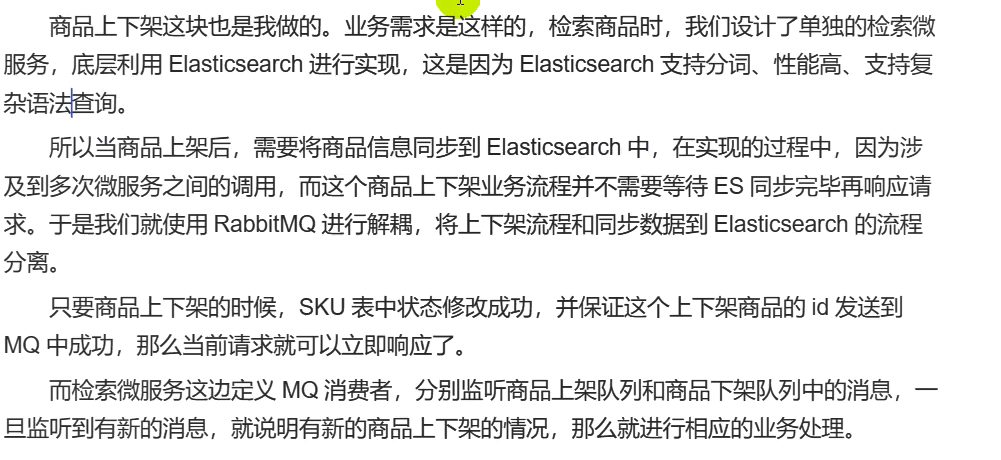 商品上下架这块也是我做的。业务需求是这样的，检索商品时，我们设计了单独的检索微
服务，底层利用 Elasticsearch 进行实现，这是因为 Elasticsearch 支持分词、性能高、支持复
杂语法查询。
所以当商品上架后，需要将商品信息同步到 Elasticsearch 中，在实现的过程中，因为涉
及到多次微服务之间的调用，而这个商品上下架业务流程并不需要等待 ES 同步完毕再响应请
求。于是我们就使用 RabbitMQ 进行解耦，将上下架流程和同步数据到 Elasticsearch 的流程
分离。
只要商品上下架的时候，SKU 表中状态修改成功，并保证这个上下架商品的 id 发送到
MQ 中成功，那么当前请求就可以立即响应了。
而检索微服务这边定义 MQ 消费者，分别监听商品上架队列和商品下架队列中的消息，一
旦监听到有新的消息，就说明有新的商品上下架的情况，那么就进行相应的业务处理。